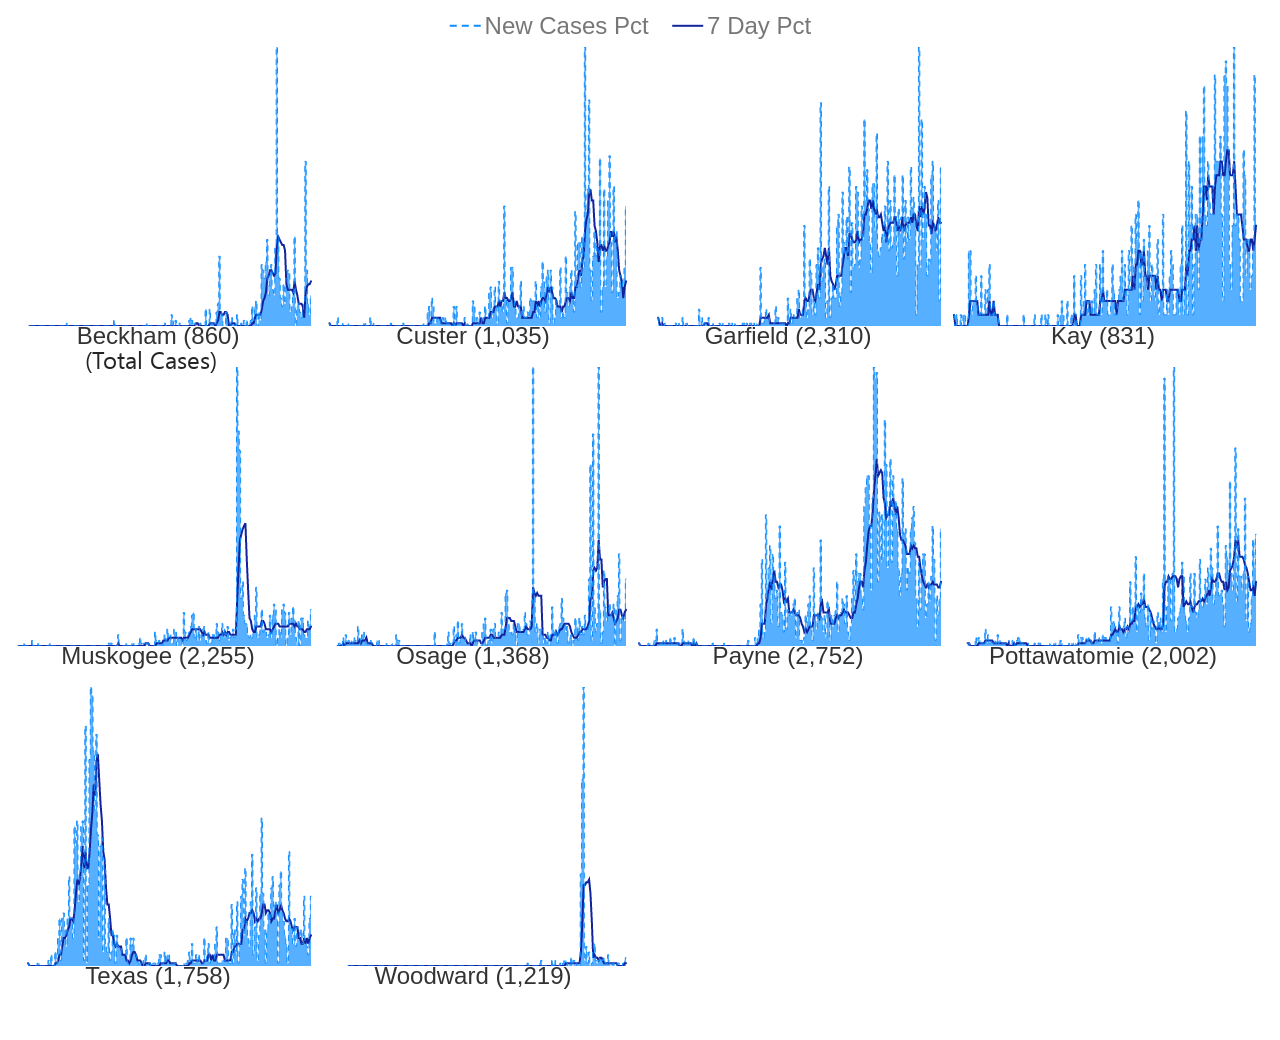 New Cases Pct 7 Day Pct
Beckham (860) Custer (1,035) Garfield (2,310) Kay (831)
(Total Cases)
Muskogee (2,255) Osage (1,368) Payne (2,752) Pottawatomie (2,002)
Texas (1,758) Woodward (1,219)